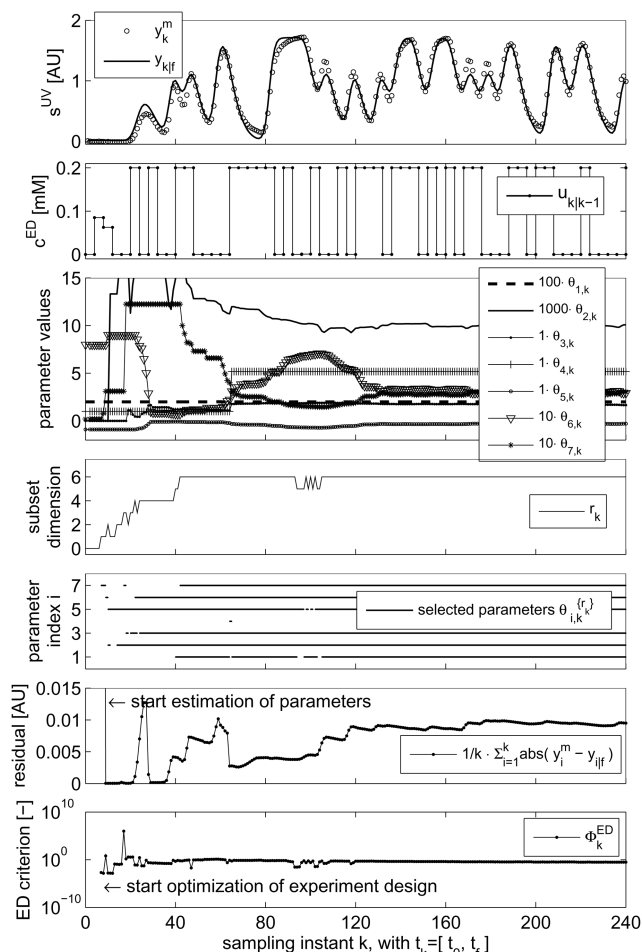 2
1
0
s^UV [AU]
y_k^m
y_k|f
0.2
0.1
0
c^ED [mM]
u_k|k−1
15
10
5
0
parameter values
100· θ_1,k
1000· θ_2,k
1· θ_3,k
1· θ_4,k
1· θ_5,k
10· θ_6,k
10· θ_7,k
6
4
2
0
subset
dimension
r_k
7
5
3
1
parameter
index i
selected parameters θ_i,k^{r_k}
0.015
0.01
0.005
0
residual [AU]
← start estimation of parameters
1/k · Σ_i=1^k abs( y_i^m − y_i|f )
10^10
10^0
10^−10
ED criterion [−]
Φ_k^ED
← start optimization of experiment design
0 40 80 120 160 200 240
sampling instant k, with t_k=[ t_0, t_f ]